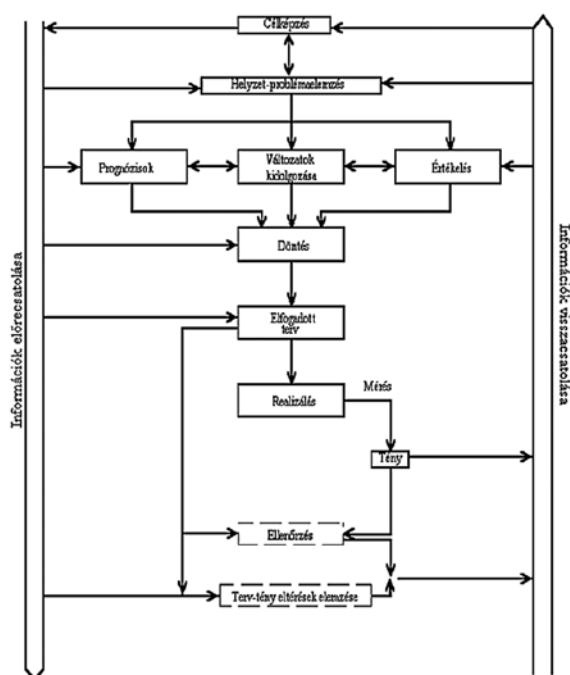 Célképzés
Helyzet-problémaelemzés
Prognózisok
Változatok
kidolgozása
Értékelés
Döntés
Elfogadott
terv
Realizálás
Mérés
Tény
Ellenőrzés
Terv-tény eltérések elemzése
Információk előrecsatolása
Információk visszacsatolása